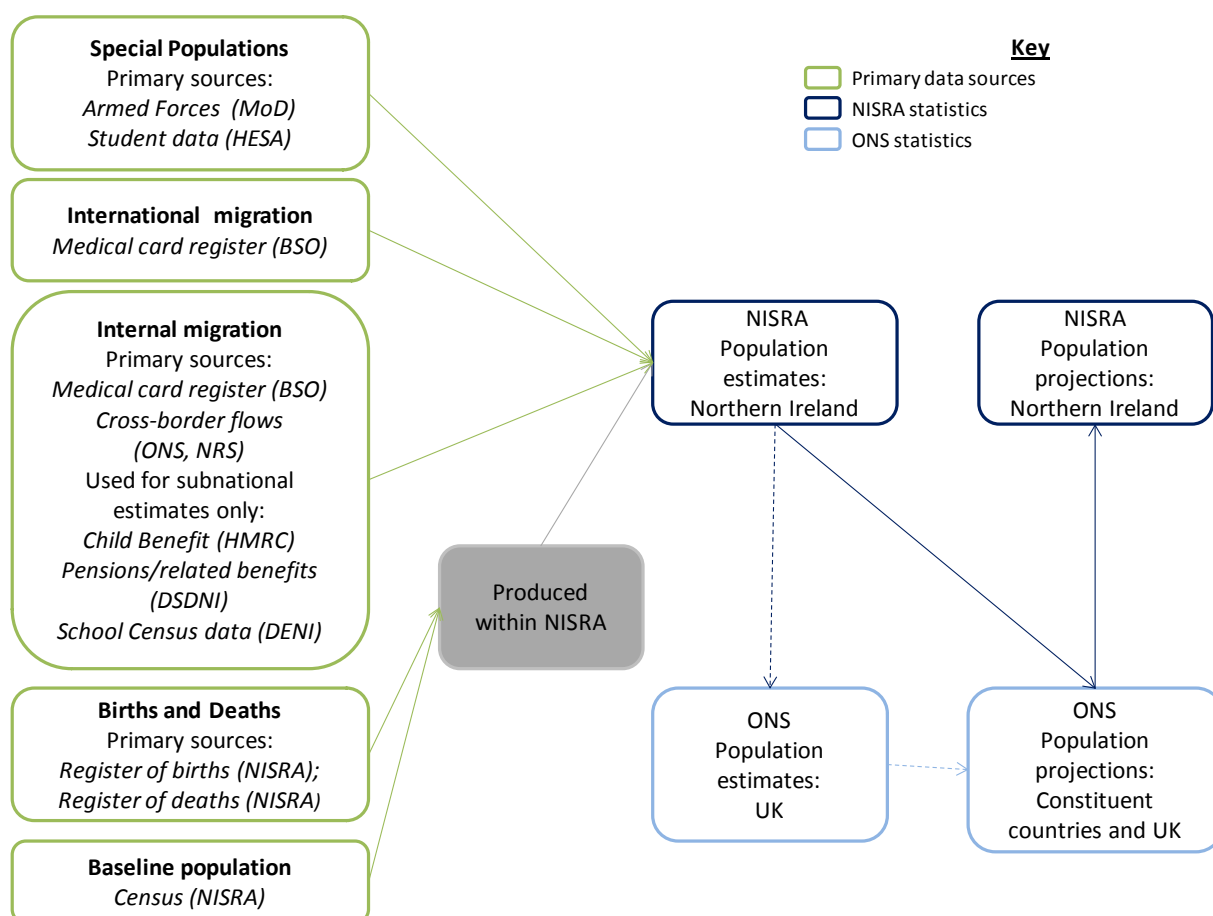 Special Populations
Primary sources:
Armed Forces (MoD)
Student data (HESA)
International migration
Medical card register (BSO)
Internal migration
Primary sources:
Medical card register (BSO)
Cross-border flows
(ONS, NRS)
Used for subnational
estimates only:
Child Benefit (HMRC)
Pensions/related benefits
(DSDNI)
School Census data (DENI)
Births and Deaths
Primary sources:
Register of births (NISRA);
Register of deaths (NISRA)
Baseline population
Census (NISRA)
Produced
within NISRA
Key
Primary data sources
NISRA statistics
ONS statistics
NISRA
Population
estimates:
Northern Ireland
NISRA
Population
projections:
Northern Ireland
ONS
Population
estimates:
UK
ONS
Population
projections:
Constituent
countries and UK